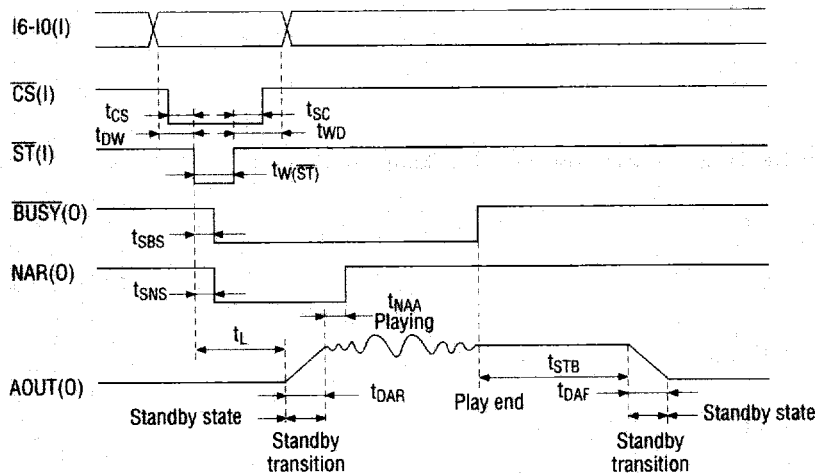 I6-I0(I)
CS(I)
tCS
tSC
tDW
tWD
ST(I)
tW(ST)
BUSY(O)
tSBS
NAR(O)
tSNS
tNAA
Playing
tL
tSTB
AOUT(O)
tDAR
Play end
tDAF
Standby state
Standby state
Standby
transition
Standby
transition